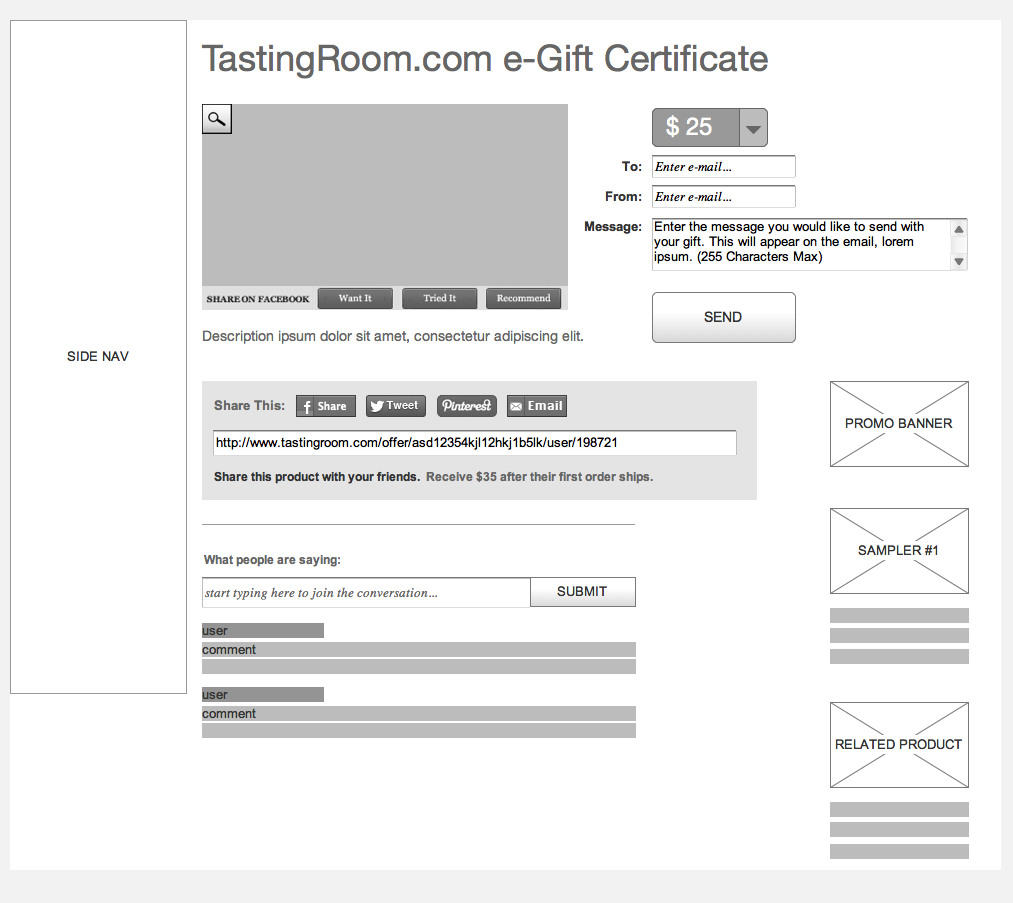 TastingRoom.com e-Gift Certificate
SIDE NAV
$ 25
To: Enter e-mail...
From: Enter e-mail...
Message: Enter the message you would like to send with
your gift. This will appear on the email, lorem
ipsum. (255 Characters Max)
SEND
SHARE ON FACEBOOK Want It Tried It Recommend
Description ipsum dolor sit amet, consectetur adipiscing elit.
Share This: f Share Tweet Pinterest Email
http://www.tastingroom.com/offer/asd12354kjl12hkj1b5lk/user/198721
Share this product with your friends. Receive $35 after their first order ships.
What people are saying:
start typing here to join the conversation... SUBMIT
user
comment
user
comment
PROMO BANNER
SAMPLER #1
RELATED PRODUCT